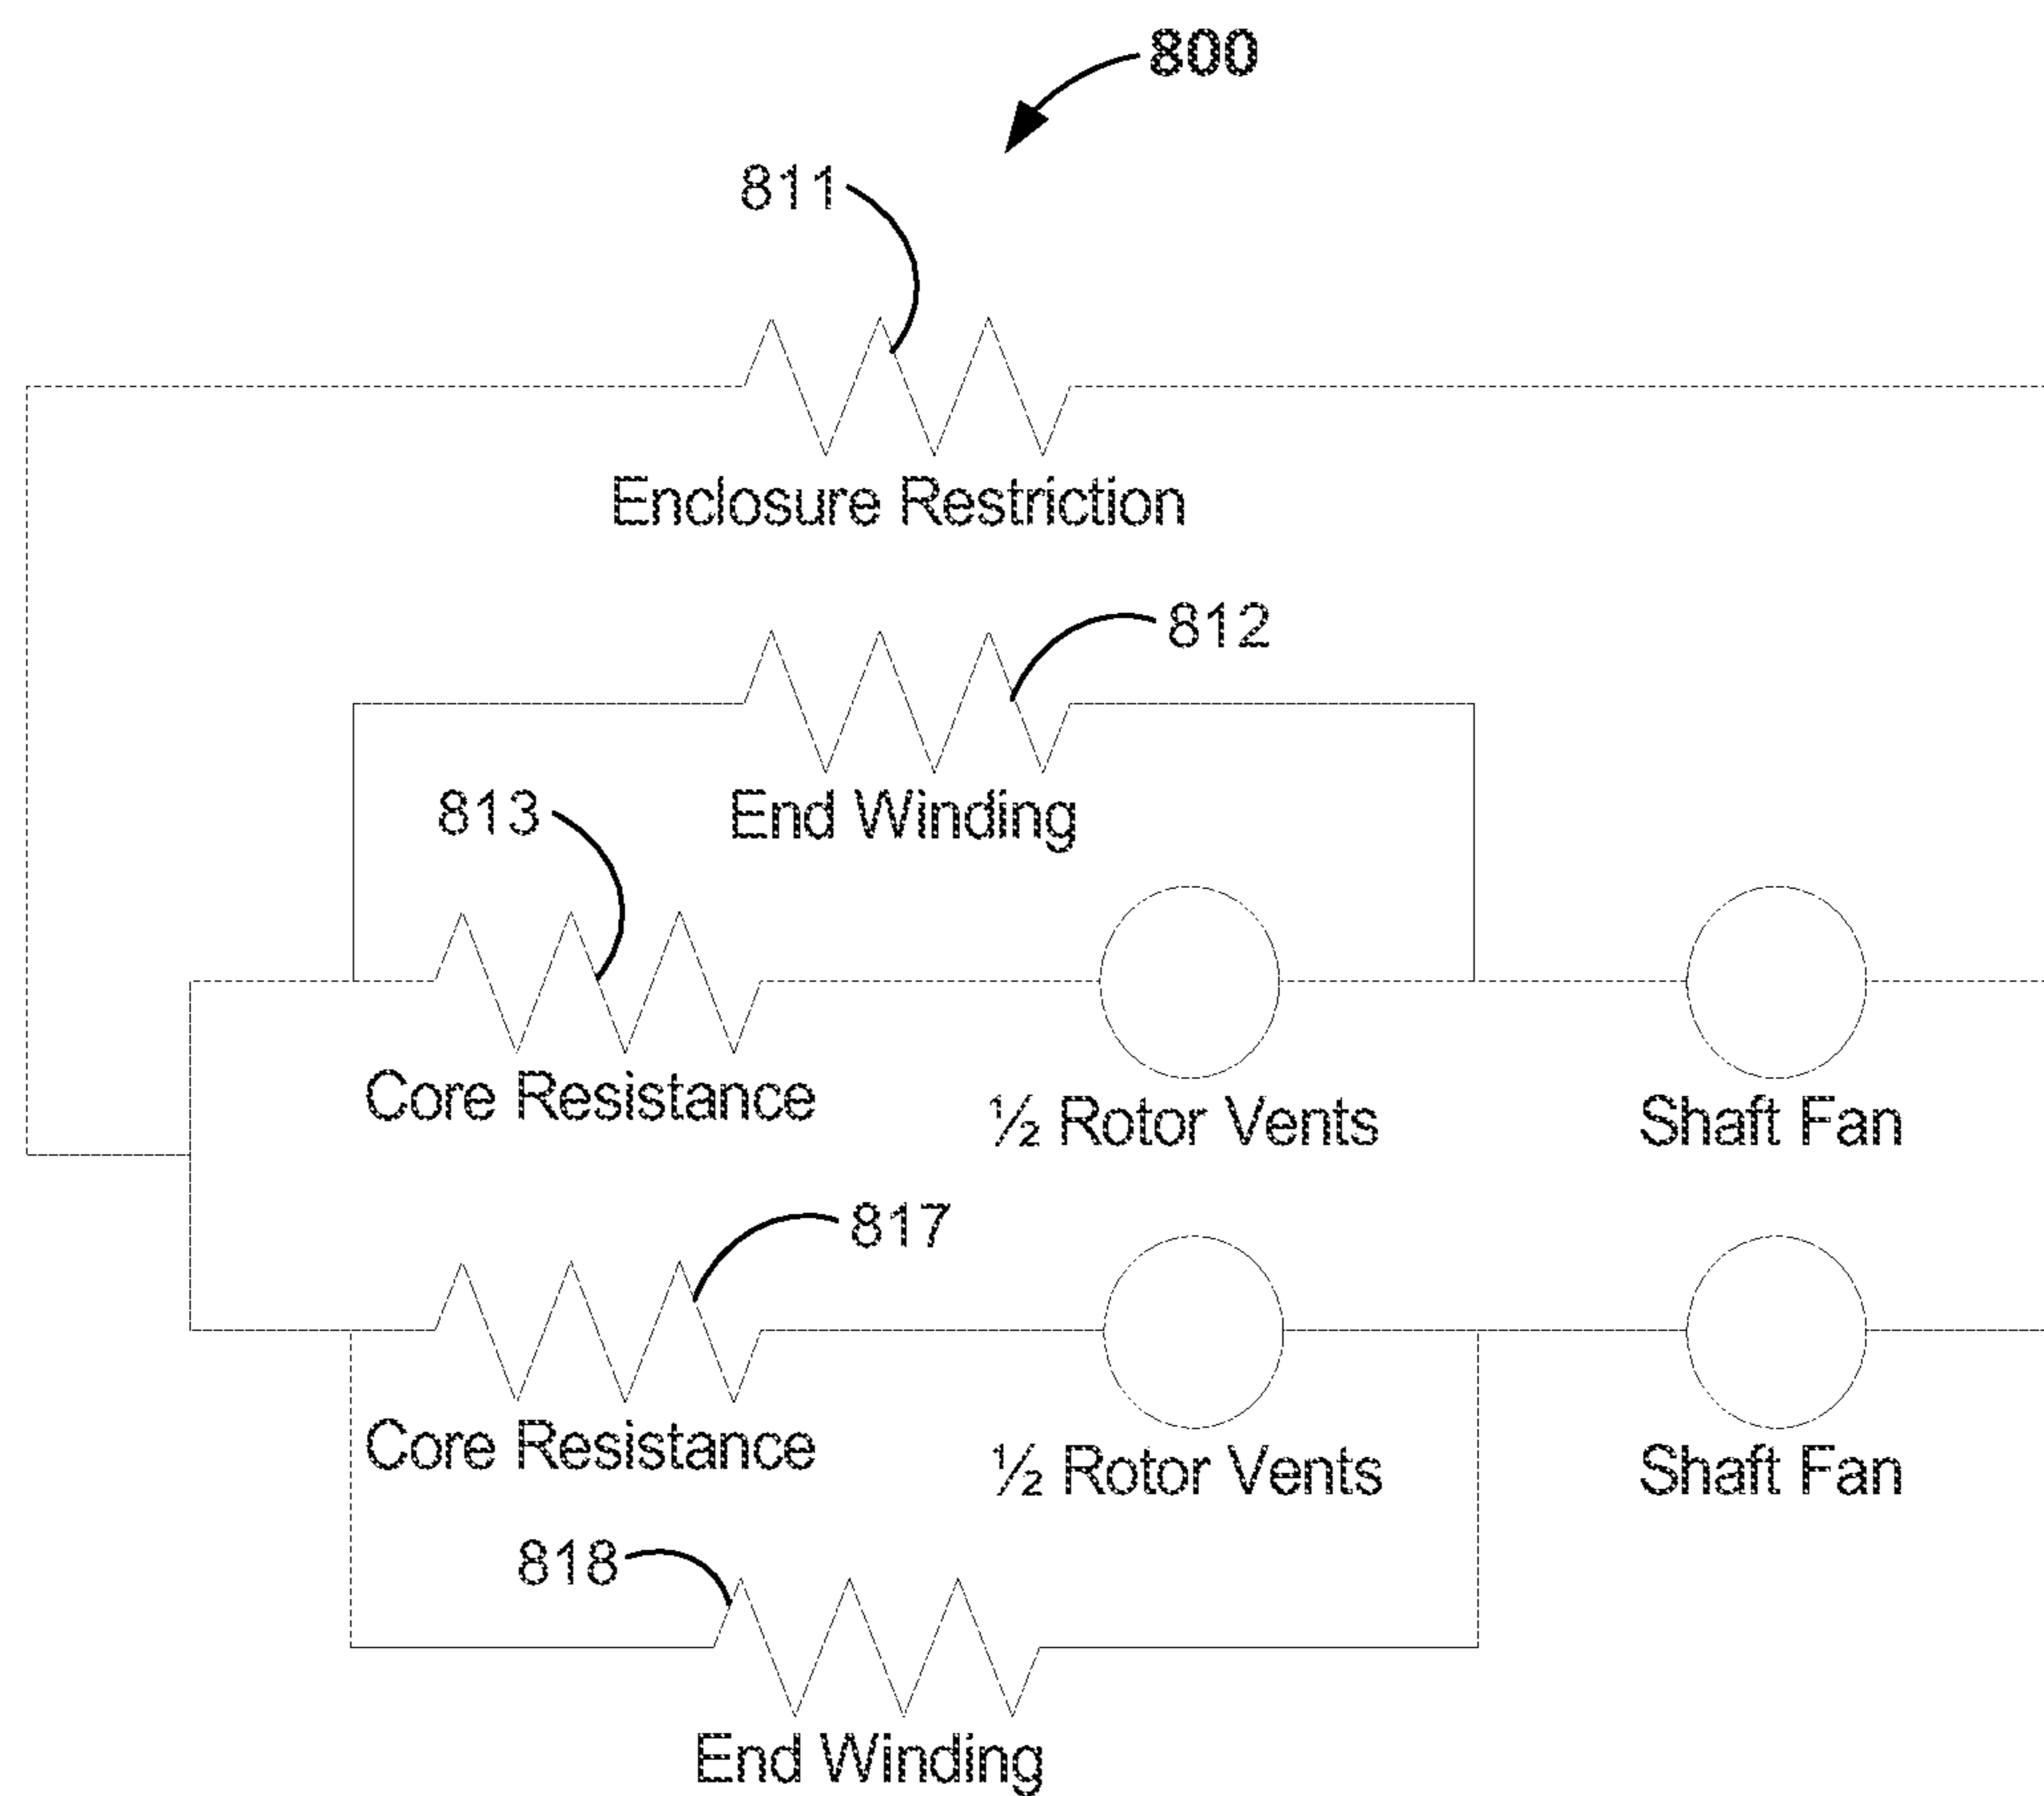 800
811
Enclosure Restriction
812
End Winding
813
Core Resistance
½ Rotor Vents
Shaft Fan
817
Core Resistance
½ Rotor Vents
Shaft Fan
818
End Winding